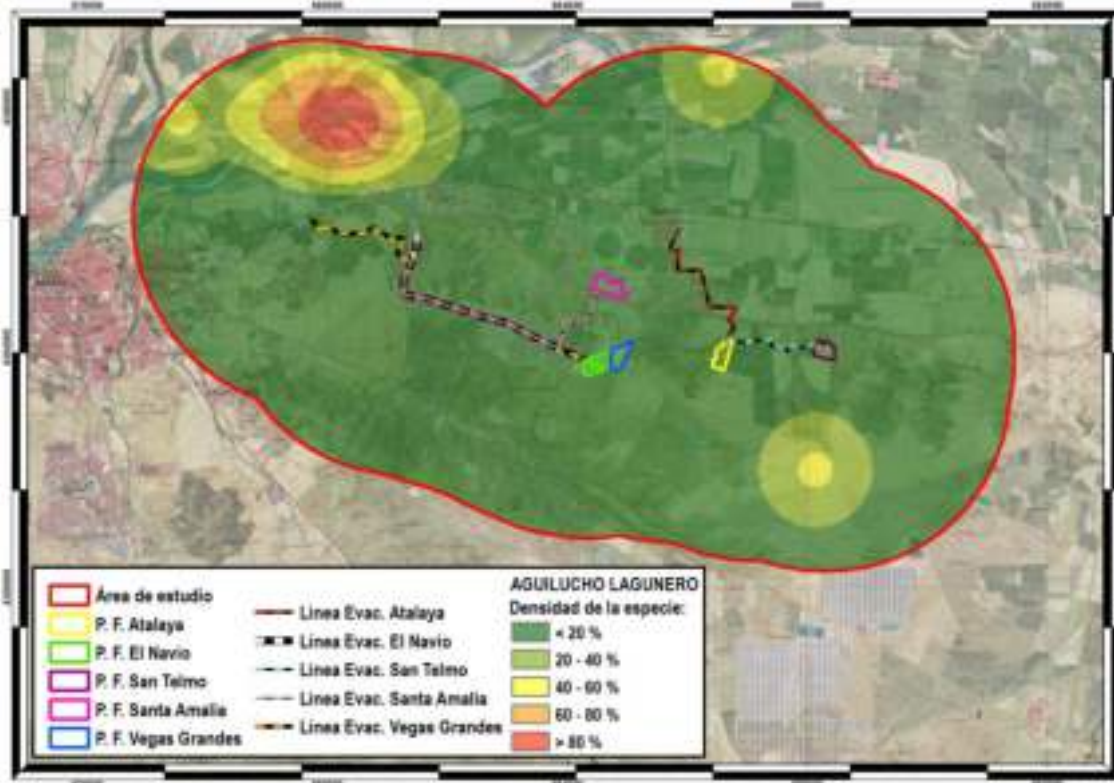 Área de estudio
P. F. Atalaya
P. F. El Navio
P. F. San Telmo
P. F. Santa Amalia
P. F. Vegas Grandes
Linea Evac. Atalaya
Linea Evac. El Navio
Linea Evac. San Telmo
Linea Evac. Santa Amalia
Linea Evac. Vegas Grandes
AGUILUCHO LAGUNERO
Densidad de la especie:
< 20 %
20 - 40 %
40 - 60 %
60 - 80 %
> 80 %